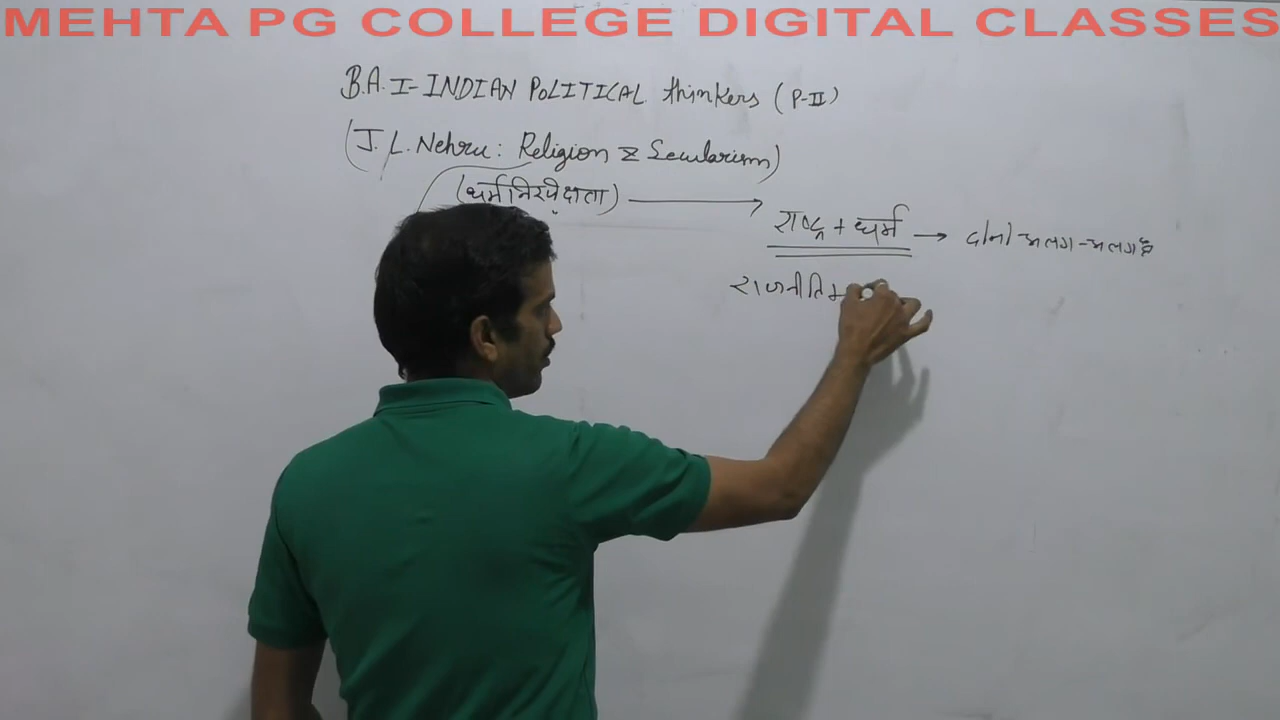 MEHTA PG COLLEGE DIGITAL CLASSES
B.A. I- INDIAN POLITICAL thinkers (P-II)
(J. L. Nehru: Religion & Secularism)
(धर्मनिरपेक्षता) → राष्ट्र + धर्म → दोनों अलग-अलग है
राजनीति